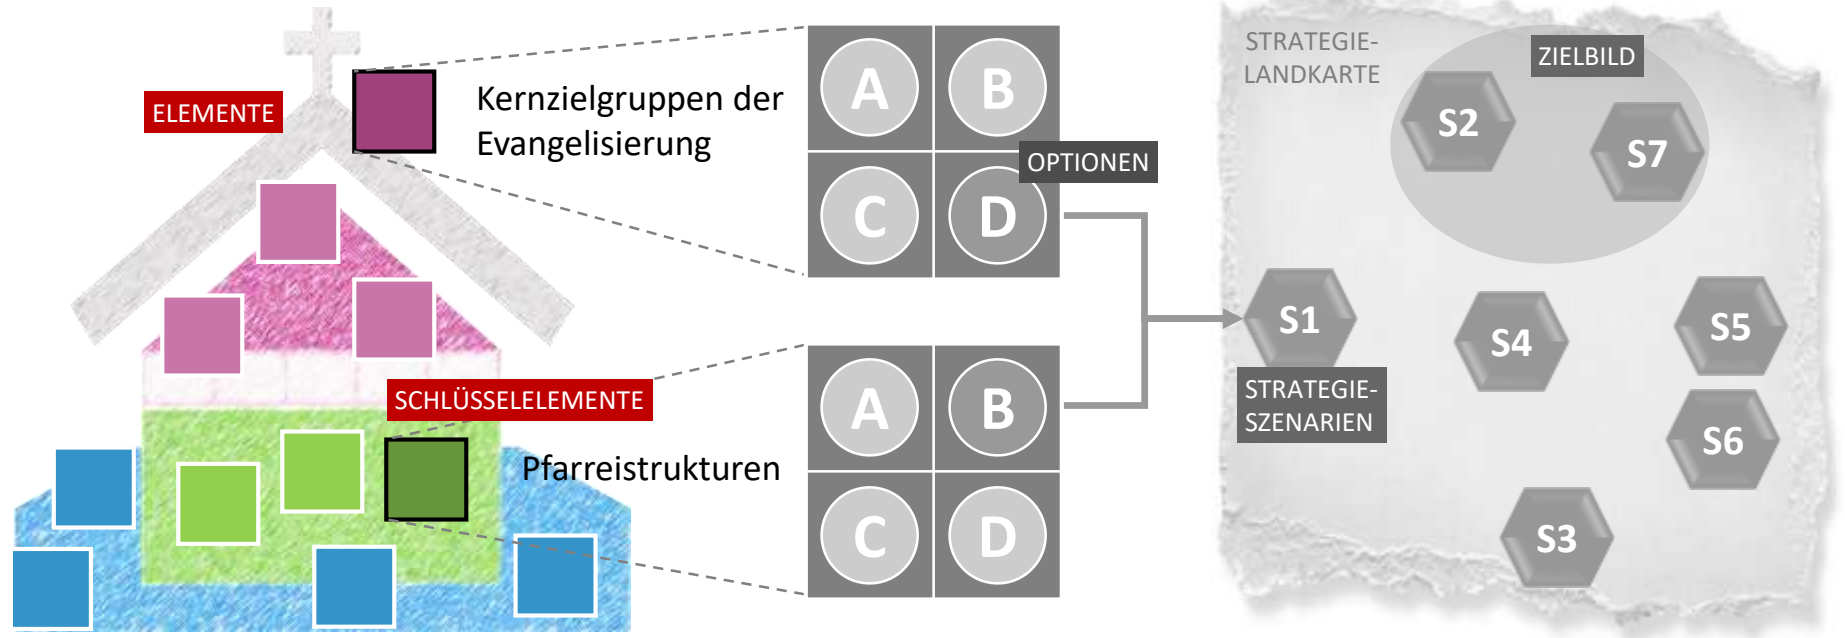 ELEMENTE
Kernzielgruppen der
Evangelisierung
SCHLÜSSELELEMENTE
Pfarreistrukturen
A
B
C
D
OPTIONEN
A
B
C
D
STRATEGIE-
LANDKARTE
ZIELBILD
S2
S7
S1
S4
S5
STRATEGIE-
SZENARIEN
S6
S3